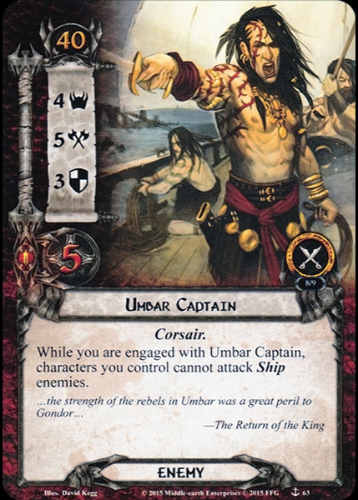 40
4
5
3
5
8/9
UMBAR CAPTAIN
Corsair.
While you are engaged with Umbar Captain,
characters you control cannot attack Ship
enemies.
...the strength of the rebels in Umbar was a great peril to
Gondor...
—The Return of the King
ENEMY
Illus. David Kegg © 2015 Middle-earth Enterprises © 2015 FFG 63